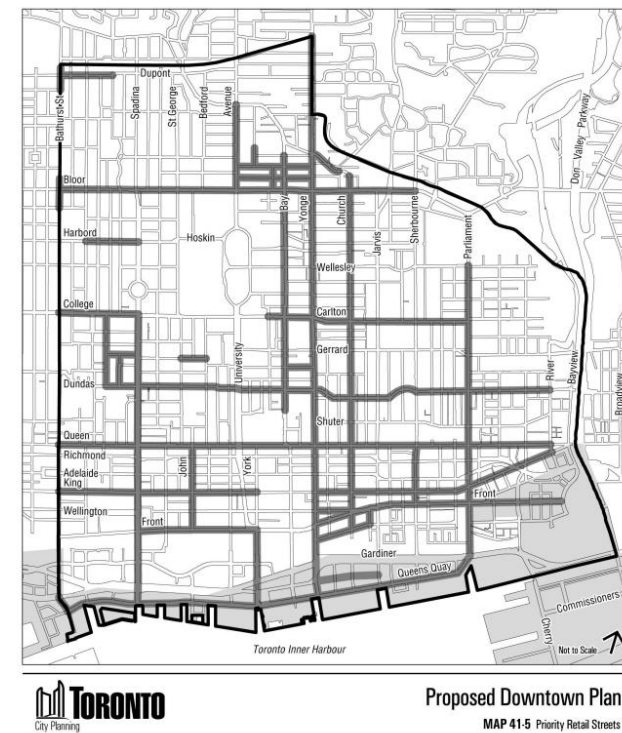 Dupont
Bathurst St
Spadina
St George
Bedford
Avenue
Don Valley Parkway
Bloor
Bay
Yonge
Church
Jarvis
Sherbourne
Parliament
Harbord
Hoskin
Wellesley
College
Carlton
Gerrard
University
River
Bayview
Broadview
Dundas
Shuter
Queen
Richmond
Adelaide
King
John
York
Wellington
Front
Front
Gardiner
Queens Quay
Commissioners
Cherry
Not to Scale
Toronto Inner Harbour
TORONTO
City Planning
Proposed Downtown Plan
MAP 41-5 Priority Retail Streets